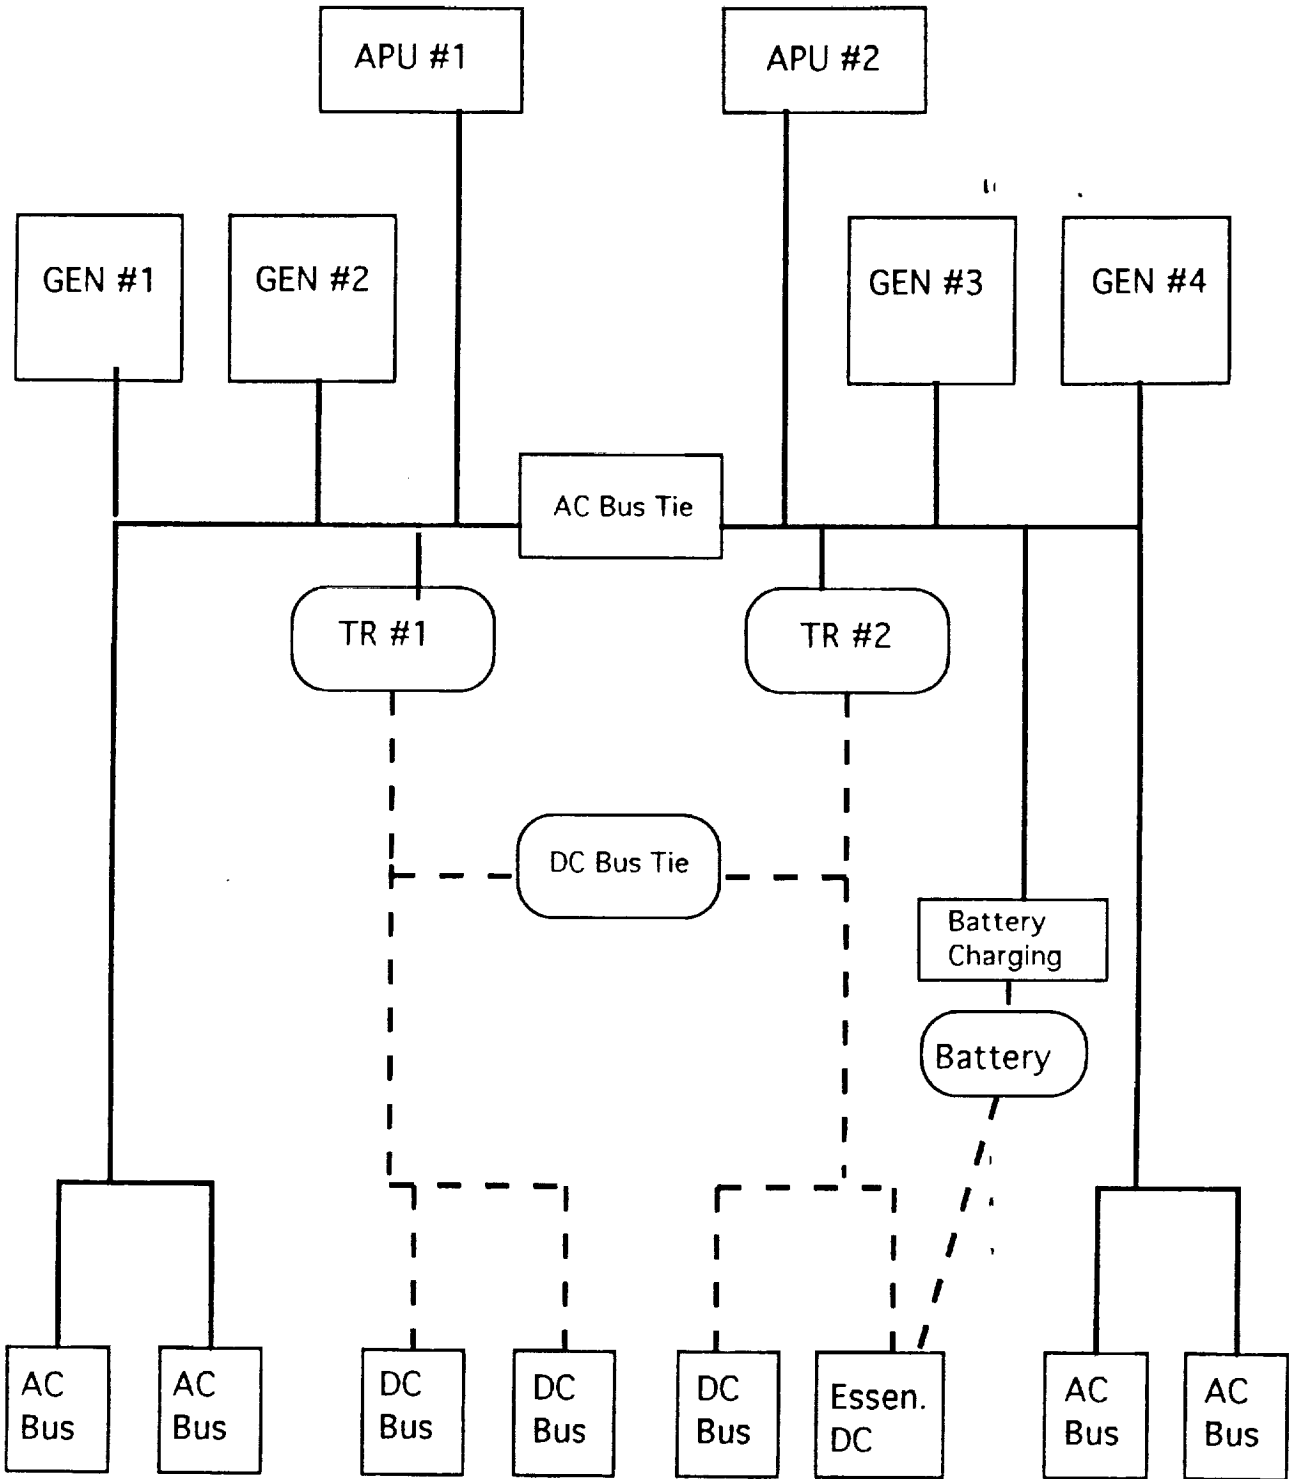 APU #1
APU #2
GEN #1
GEN #2
GEN #3
GEN #4
AC Bus Tie
TR #1
TR #2
DC Bus Tie
Battery
Charging
Battery
AC
Bus
AC
Bus
DC
Bus
DC
Bus
DC
Bus
Essen.
DC
AC
Bus
AC
Bus